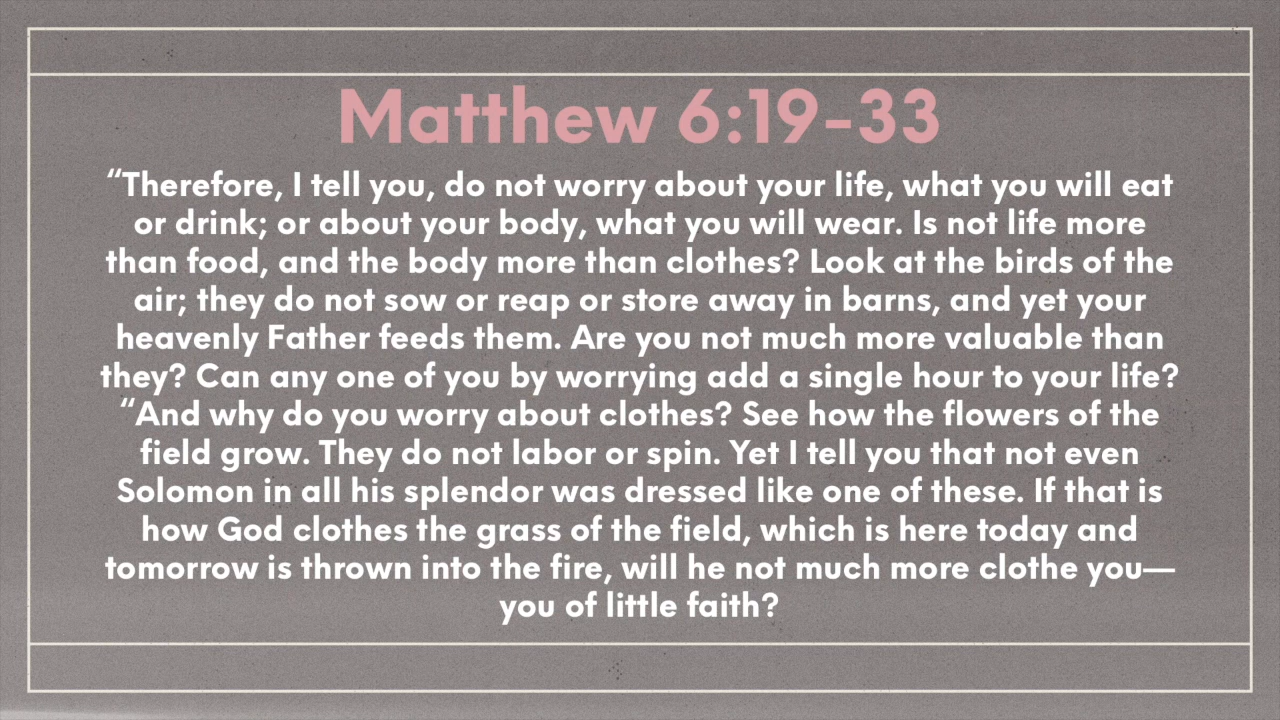 Matthew 6:19-33
“Therefore, I tell you, do not worry about your life, what you will eat
or drink; or about your body, what you will wear. Is not life more
than food, and the body more than clothes? Look at the birds of the
air; they do not sow or reap or store away in barns, and yet your
heavenly Father feeds them. Are you not much more valuable than
they? Can any one of you by worrying add a single hour to your life?
“And why do you worry about clothes? See how the flowers of the
field grow. They do not labor or spin. Yet I tell you that not even
Solomon in all his splendor was dressed like one of these. If that is
how God clothes the grass of the field, which is here today and
tomorrow is thrown into the fire, will he not much more clothe you—
you of little faith?